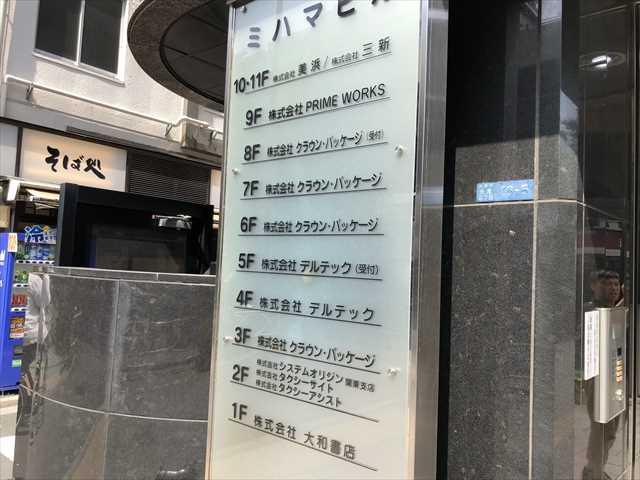 ミハマビル
10・11F 株式会社 美浜/株式会社 三新
9F 株式会社 PRIME WORKS
8F 株式会社 クラウン・パッケージ(受付)
7F 株式会社 クラウン・パッケージ
6F 株式会社 クラウン・パッケージ
5F 株式会社 デルテック(受付)
4F 株式会社 デルテック
3F 株式会社 クラウン・パッケージ
2F 株式会社 システムオリジン 関東支店
株式会社 タクシーサイト
株式会社 タクシーアシスト
1F 株式会社 大和書店
そば処